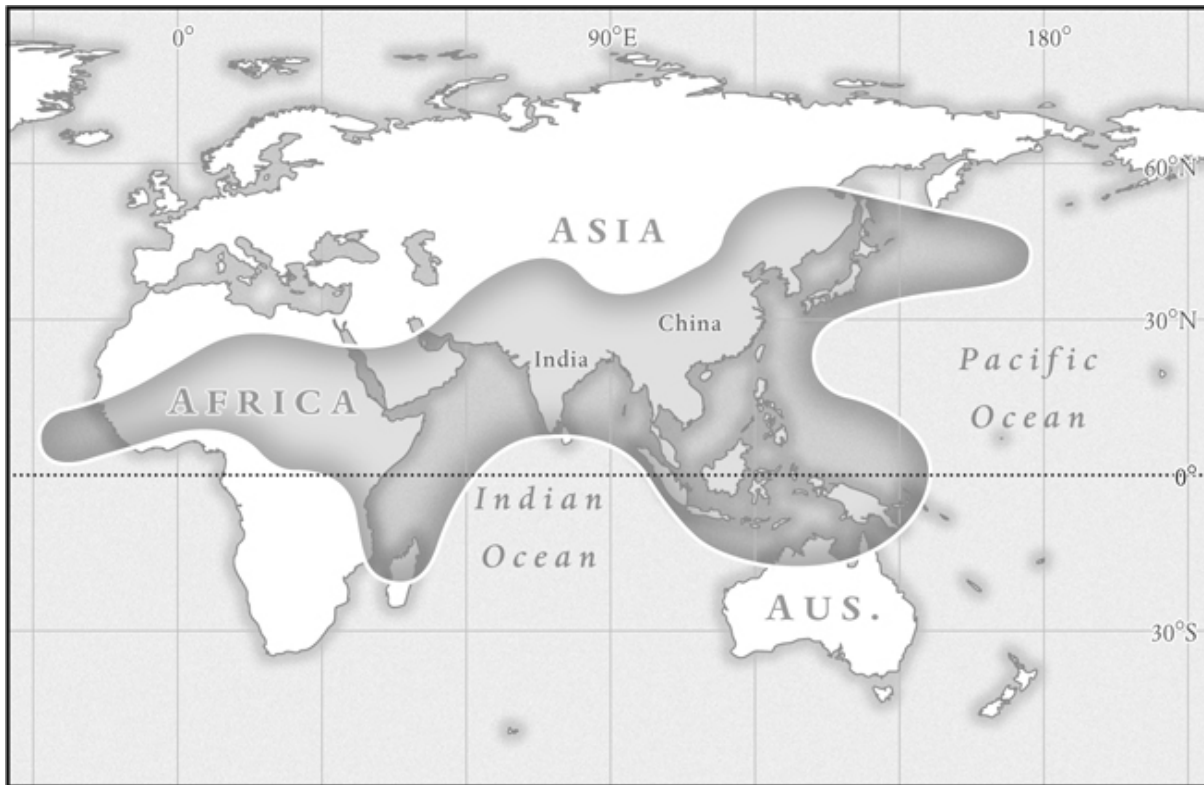 0°
90°E
180°
60°N
ASIA
China
30°N
India
Pacific
Ocean
AFRICA
0°
Indian
Ocean
AUS.
30°S